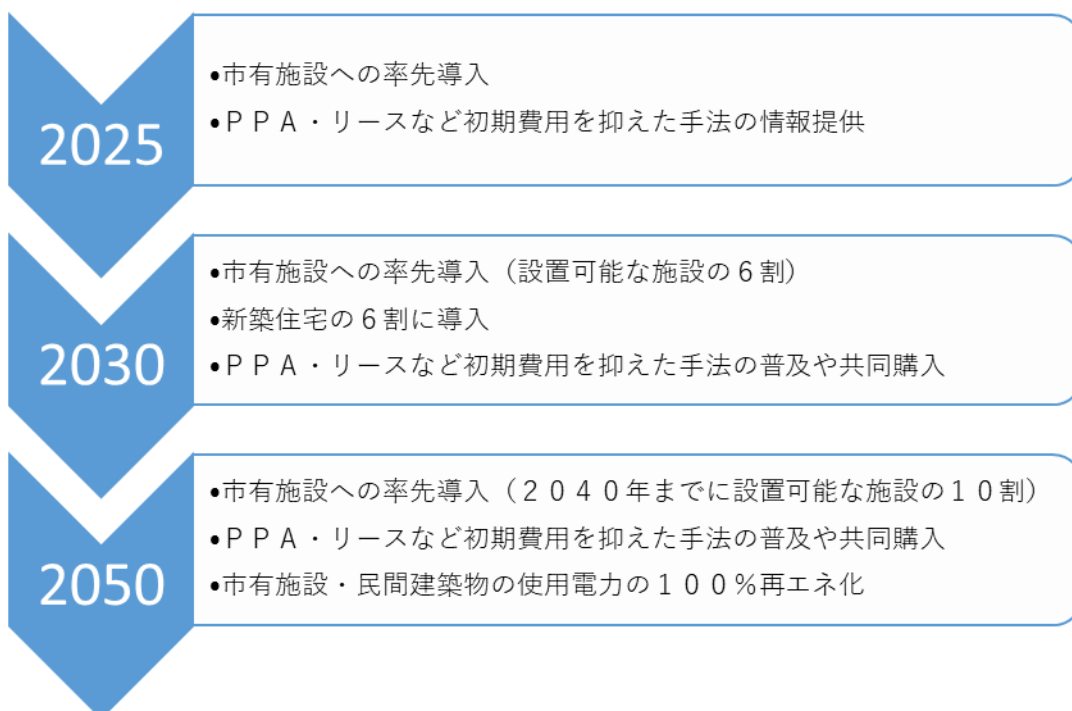 2025
•市有施設への率先導入
•ＰＰＡ・リースなど初期費用を抑えた手法の情報提供
2030
•市有施設への率先導入（設置可能な施設の６割）
•新築住宅の６割に導入
•ＰＰＡ・リースなど初期費用を抑えた手法の普及や共同購入
2050
•市有施設への率先導入（２０４０年までに設置可能な施設の１０割）
•ＰＰＡ・リースなど初期費用を抑えた手法の普及や共同購入
•市有施設・民間建築物の使用電力の１００％再エネ化